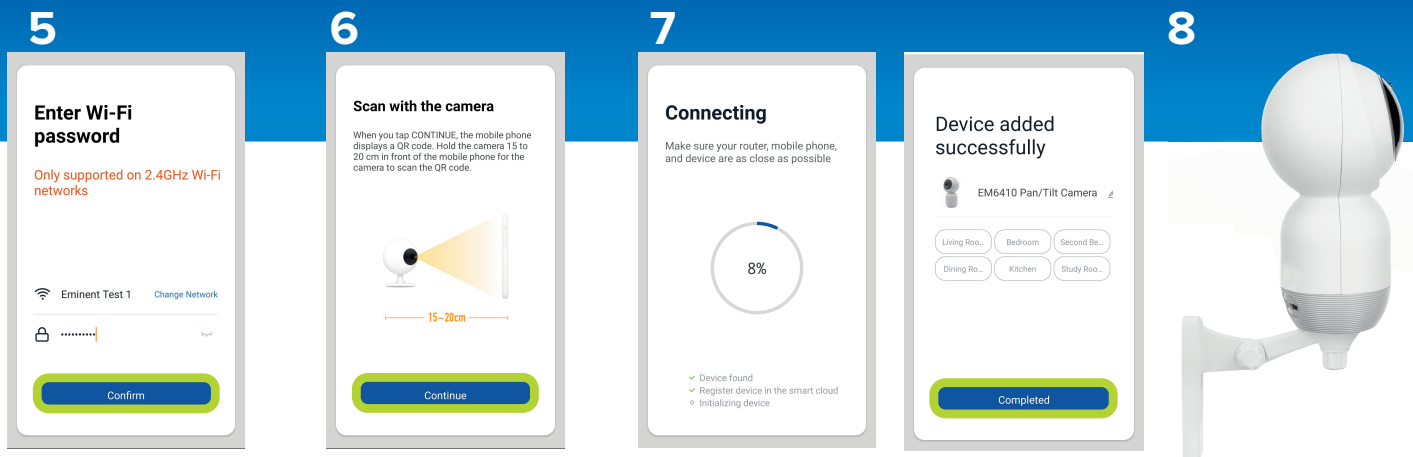 5
Enter Wi-Fi
password
Only supported on 2.4GHz Wi-Fi
networks
Eminent Test 1 Change Network
••••••••••
Confirm
6
Scan with the camera
When you tap CONTINUE, the mobile phone
displays a QR code. Hold the camera 15 to
20 cm in front of the mobile phone for the
camera to scan the QR code.
15~20cm
Continue
7
Connecting
Make sure your router, mobile phone,
and device are as close as possible
8%
Device found
Register device in the smart cloud
Initializing device
Device added
successfully
EM6410 Pan/Tilt Camera
Living Roo... Bedroom Second Be...
Dining Ro... Kitchen Study Roo...
Completed
8